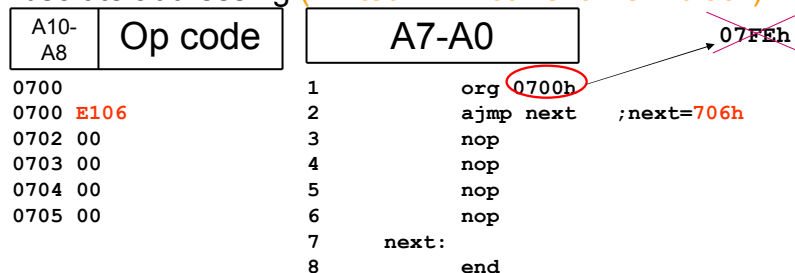 A10-A8 Op code A7-A0 07FEh
0700 1 org 0700h
0700 E106 2 ajmp next ;next=706h
0702 00 3 nop
0703 00 4 nop
0704 00 5 nop
0705 00 6 nop
7 next:
8 end